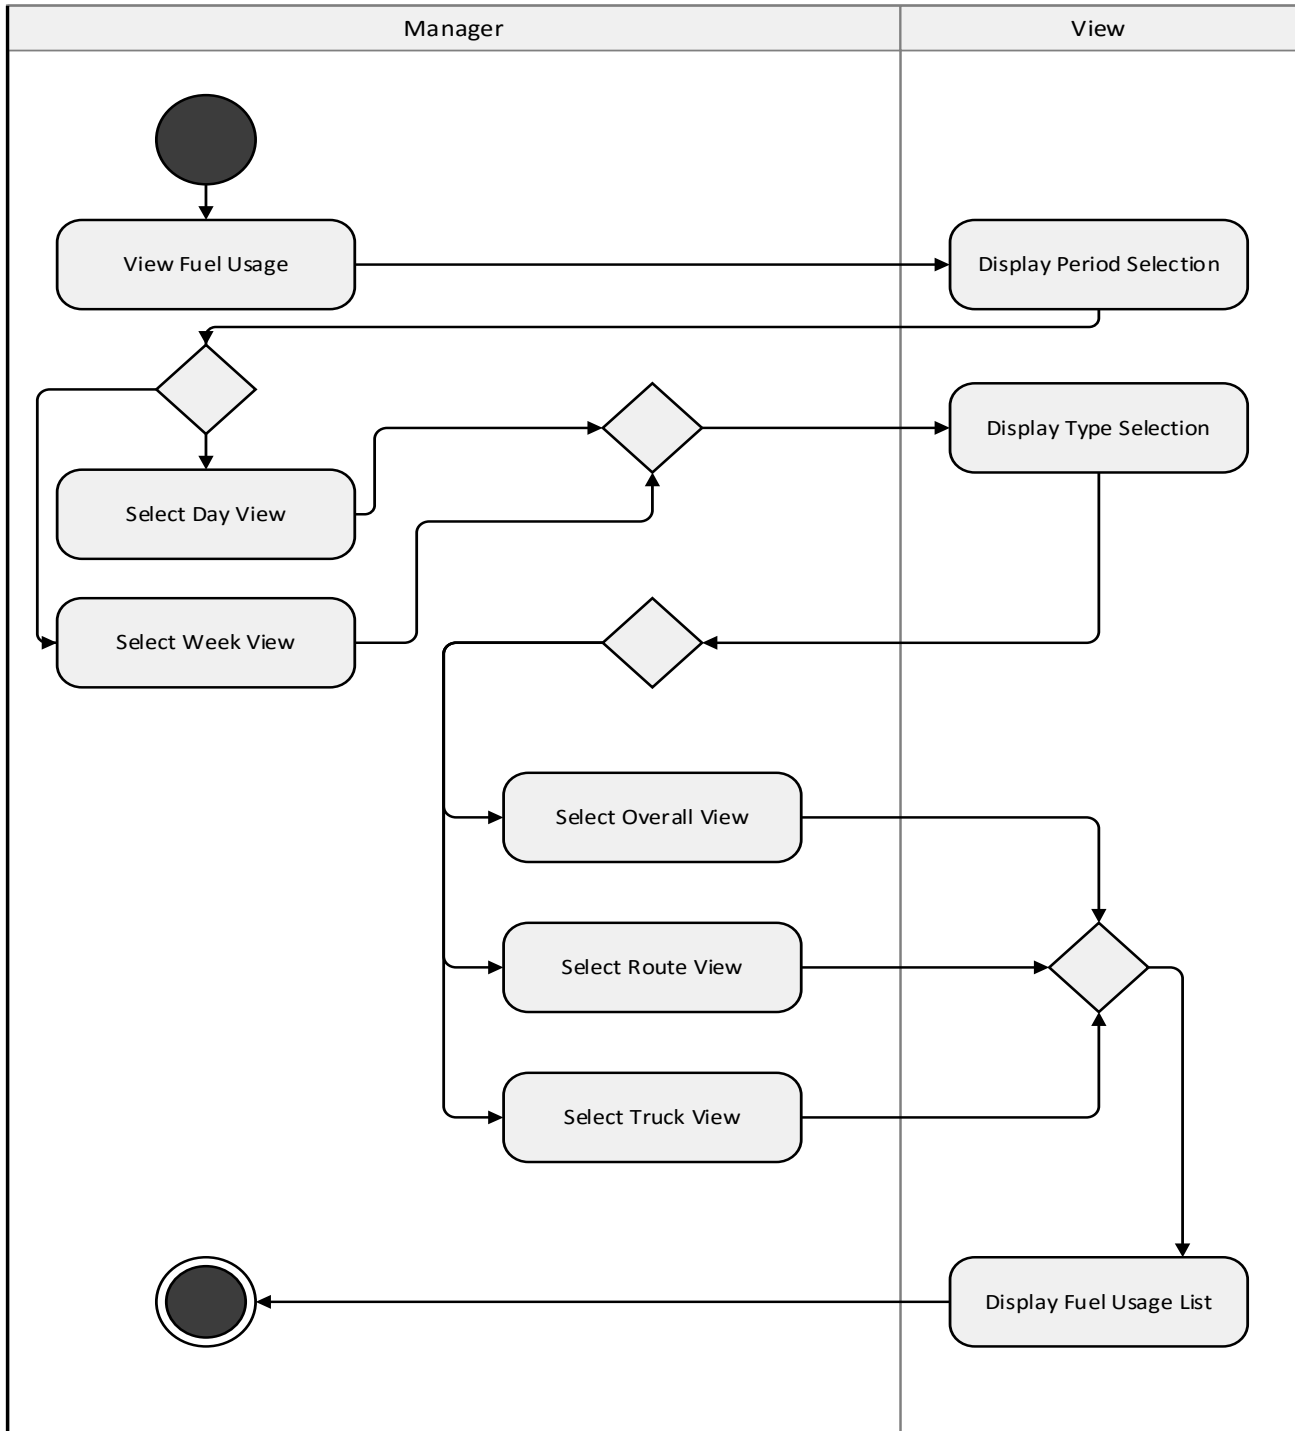 Manager
View
View Fuel Usage
Display Period Selection
Display Type Selection
Select Day View
Select Week View
Select Overall View
Select Route View
Select Truck View
Display Fuel Usage List